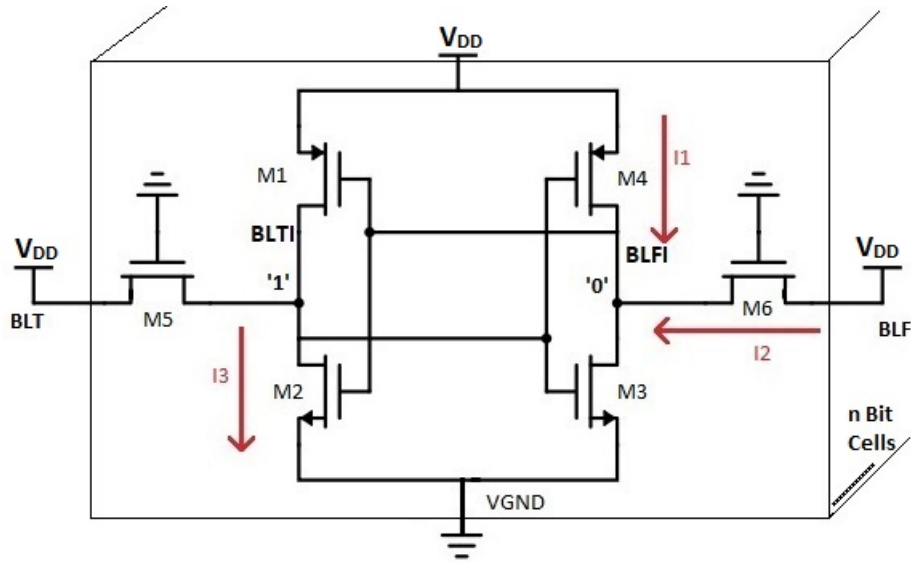 VDD
M1
M4
I1
BLTI
BLFI
VDD
VDD
'1'
'0'
BLT
M5
M6
BLF
I2
I3
M2
M3
n Bit
Cells
VGND